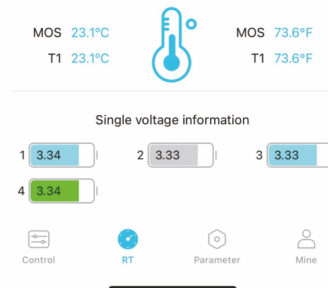 MOS 23.1°C MOS 73.6°F
T1 23.1°C T1 73.6°F
Single voltage information
1 3.34 2 3.33 3 3.33
4 3.34
Control RT Parameter Mine